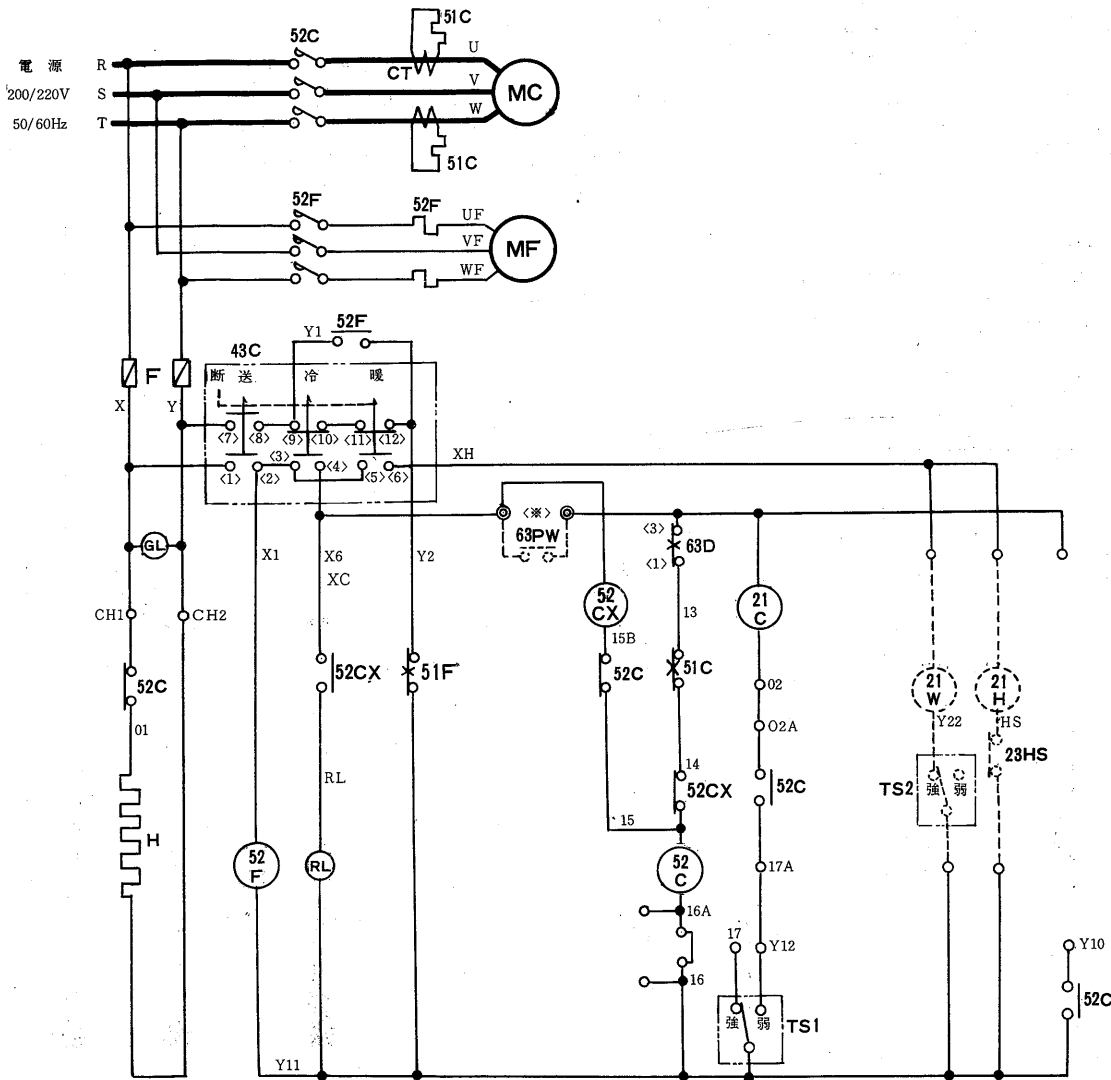 51C
52C
U
電源 R
CT
V
MC
200/220V S
W
50/60Hz T
51C
52F 52F
UF
VF
MF
WF
52F
Y1
43C
断 送 冷 暖
F
X Y
<7> <8> <9> <10> <11> <12>
<3>
<4>
XH
<1> <2> <5> <6>
<※>
63PW
<3>
63D
<1>
GL
X1 X6 Y2
XC
52
CX
21
C
13
CH1 CH2
15B
52C
52CX
51F
52C
51C
02
21
W
21
H
01
O2A
Y22 HS
23HS
14
RL
52CX
52C
TS2
強 弱
15
H
52
F
RL
52
C
17A
16A
17 Y12
Y10
16
52C
強 弱
TS1
Y11